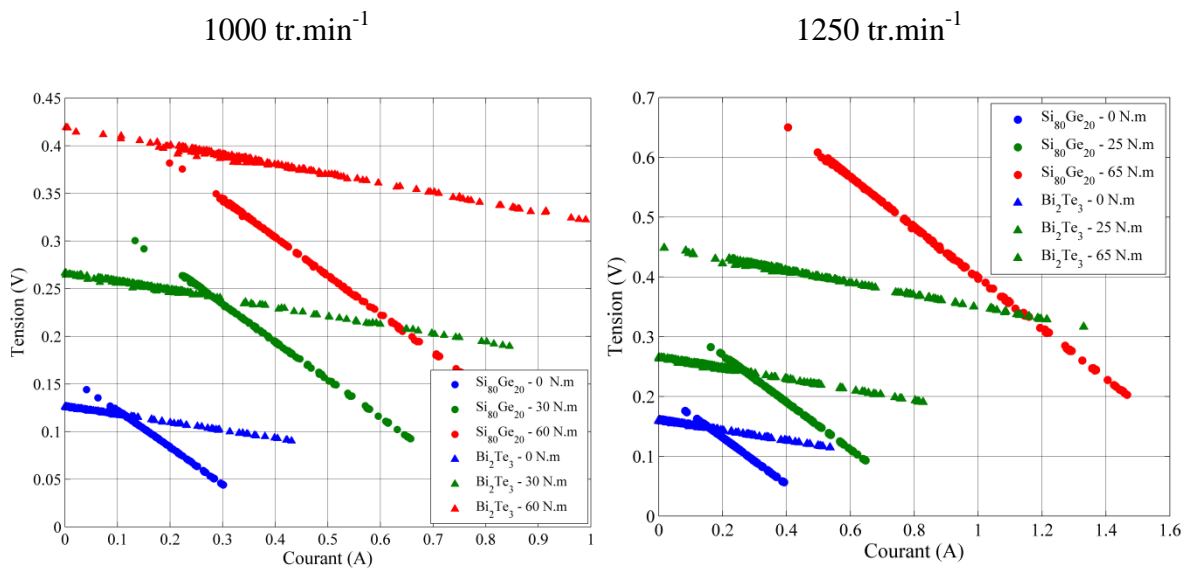 1000 tr.min⁻¹
1250 tr.min⁻¹
Tension (V)
0.45
0.4
0.35
0.3
0.25
0.2
0.15
0.1
0.05
0
0 0.1 0.2 0.3 0.4 0.5 0.6 0.7 0.8 0.9 1
Courant (A)
Si₈₀Ge₂₀ - 0 N.m
Si₈₀Ge₂₀ - 30 N.m
Si₈₀Ge₂₀ - 60 N.m
Bi₂Te₃ - 0 N.m
Bi₂Te₃ - 30 N.m
Bi₂Te₃ - 60 N.m
Tension (V)
0.7
0.6
0.5
0.4
0.3
0.2
0.1
0
0 0.2 0.4 0.6 0.8 1 1.2 1.4 1.6
Courant (A)
Si₈₀Ge₂₀ - 0 N.m
Si₈₀Ge₂₀ - 25 N.m
Si₈₀Ge₂₀ - 65 N.m
Bi₂Te₃ - 0 N.m
Bi₂Te₃ - 25 N.m
Bi₂Te₃ - 65 N.m